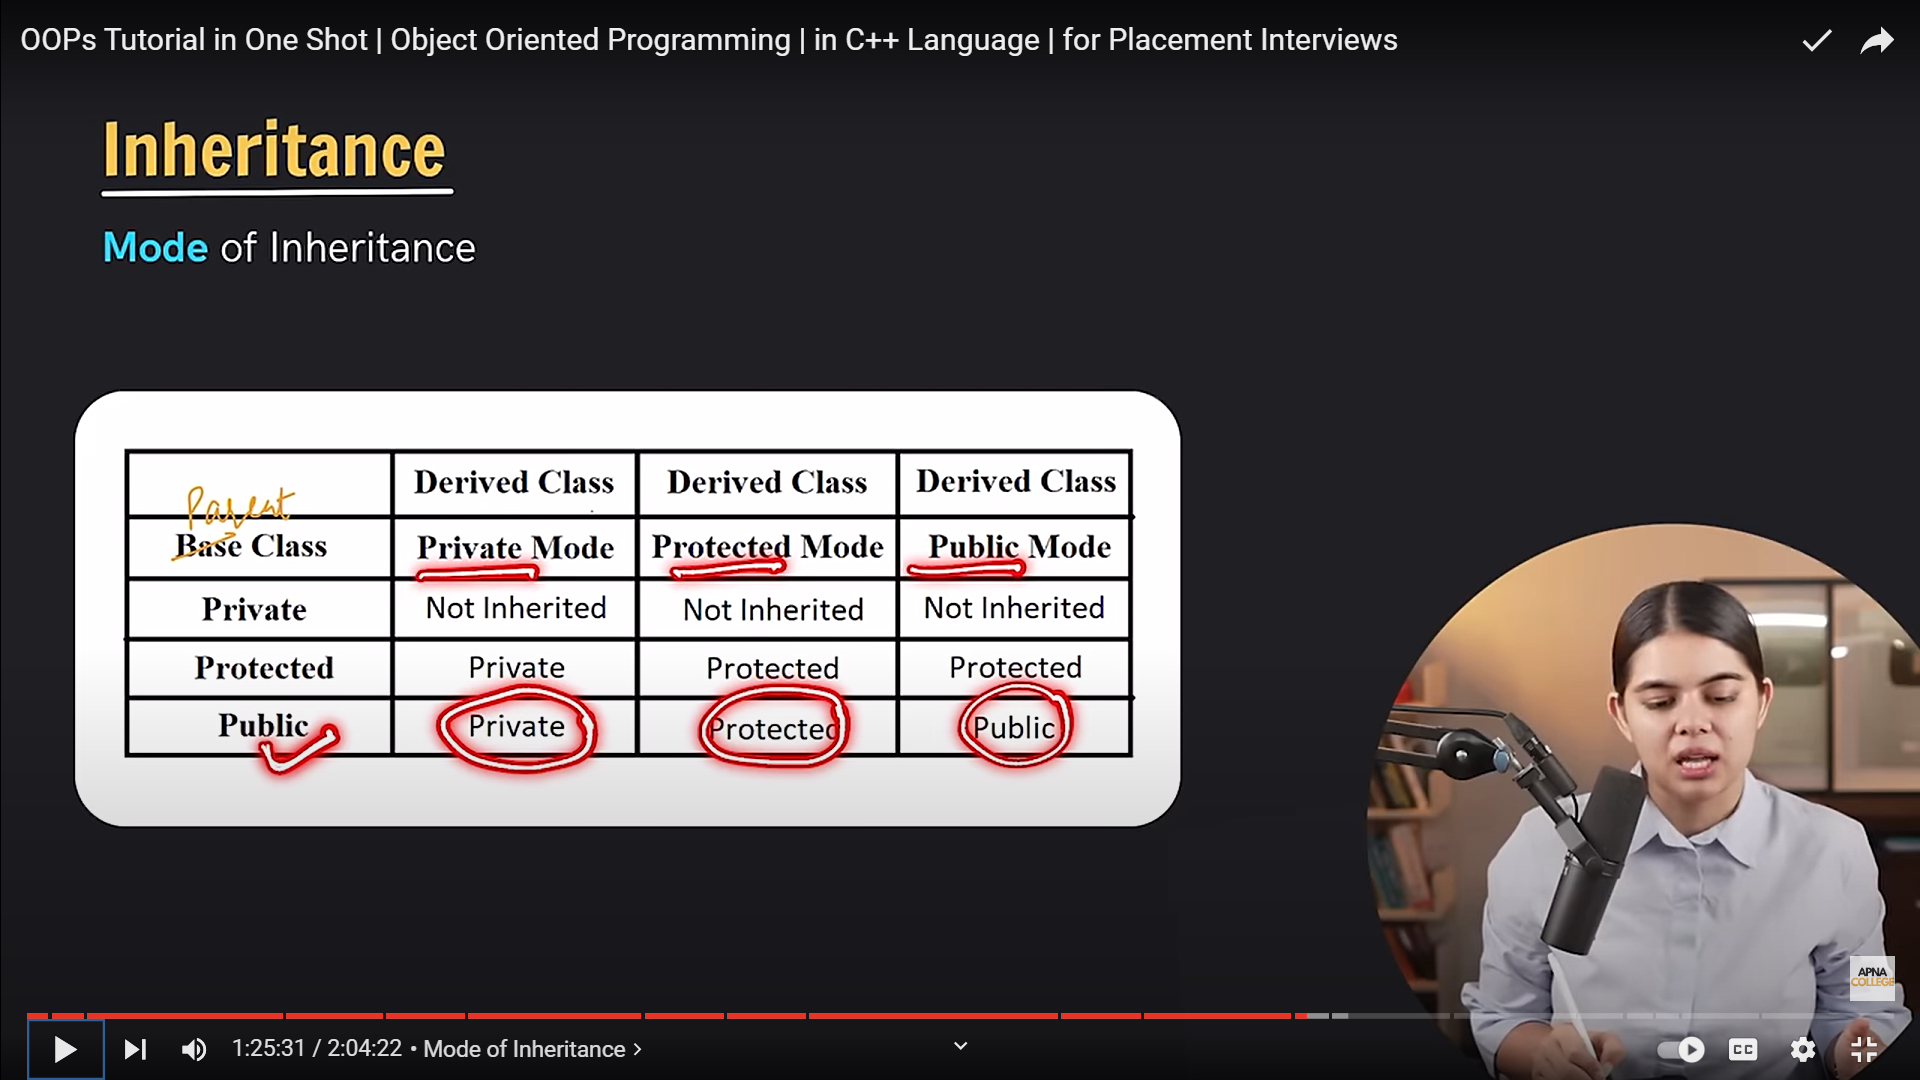 OOPs Tutorial in One Shot | Object Oriented Programming | in C++ Language | for Placement Interviews
Inheritance
Mode of Inheritance
Derived Class Derived Class Derived Class
Parent
Base Class Private Mode Protected Mode Public Mode
Private Not Inherited Not Inherited Not Inherited
Protected Private Protected Protected
Public Private Protected Public
APNA
COLLEGE
1:25:31 / 2:04:22 • Mode of Inheritance >
CC